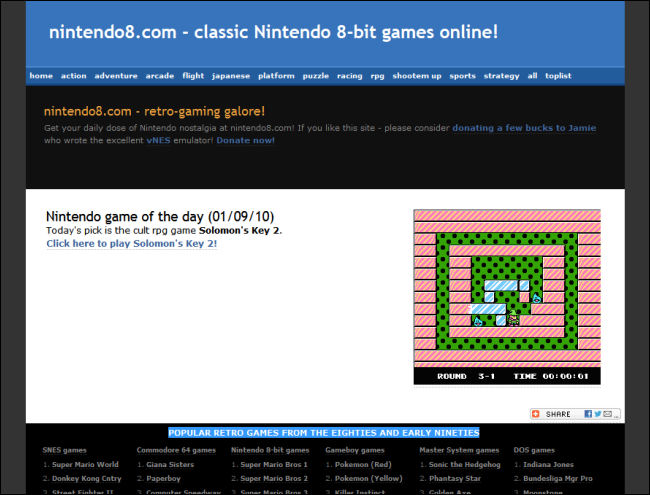 nintendo8.com - classic Nintendo 8-bit games online!
home action adventure arcade flight japanese platform puzzle racing rpg shootem up sports strategy all toplist
nintendo8.com - retro-gaming galore!
Get your daily dose of Nintendo nostalgia at nintendo8.com! If you like this site - please consider donating a few bucks to Jamie
who wrote the excellent vNES emulator! Donate now!
Nintendo game of the day (01/09/10)
Today's pick is the cult rpg game Solomon's Key 2.
Click here to play Solomon's Key 2!
ROUND 3-1 TIME 00:00:01
SHARE
POPULAR RETRO GAMES FROM THE EIGHTIES AND EARLY NINETIES
SNES games Commodore 64 games Nintendo 8-bit games Gameboy games Master System games DOS games
1. Super Mario World 1. Giana Sisters 1. Super Mario Bros 1 1. Pokemon (Red) 1. Sonic the Hedgehog 1. Indiana Jones
2. Donkey Kong Cntry 2. Paperboy 2. Super Mario Bros 2 2. Pokemon (Yellow) 2. Phantasy Star 2. Bundesliga Mgr Pro
3. Street Fighter II 3. Computer Speedway 3. Super Mario Bros 3 3. Killer Instinct 3. Golden Axe 3. Moonstone